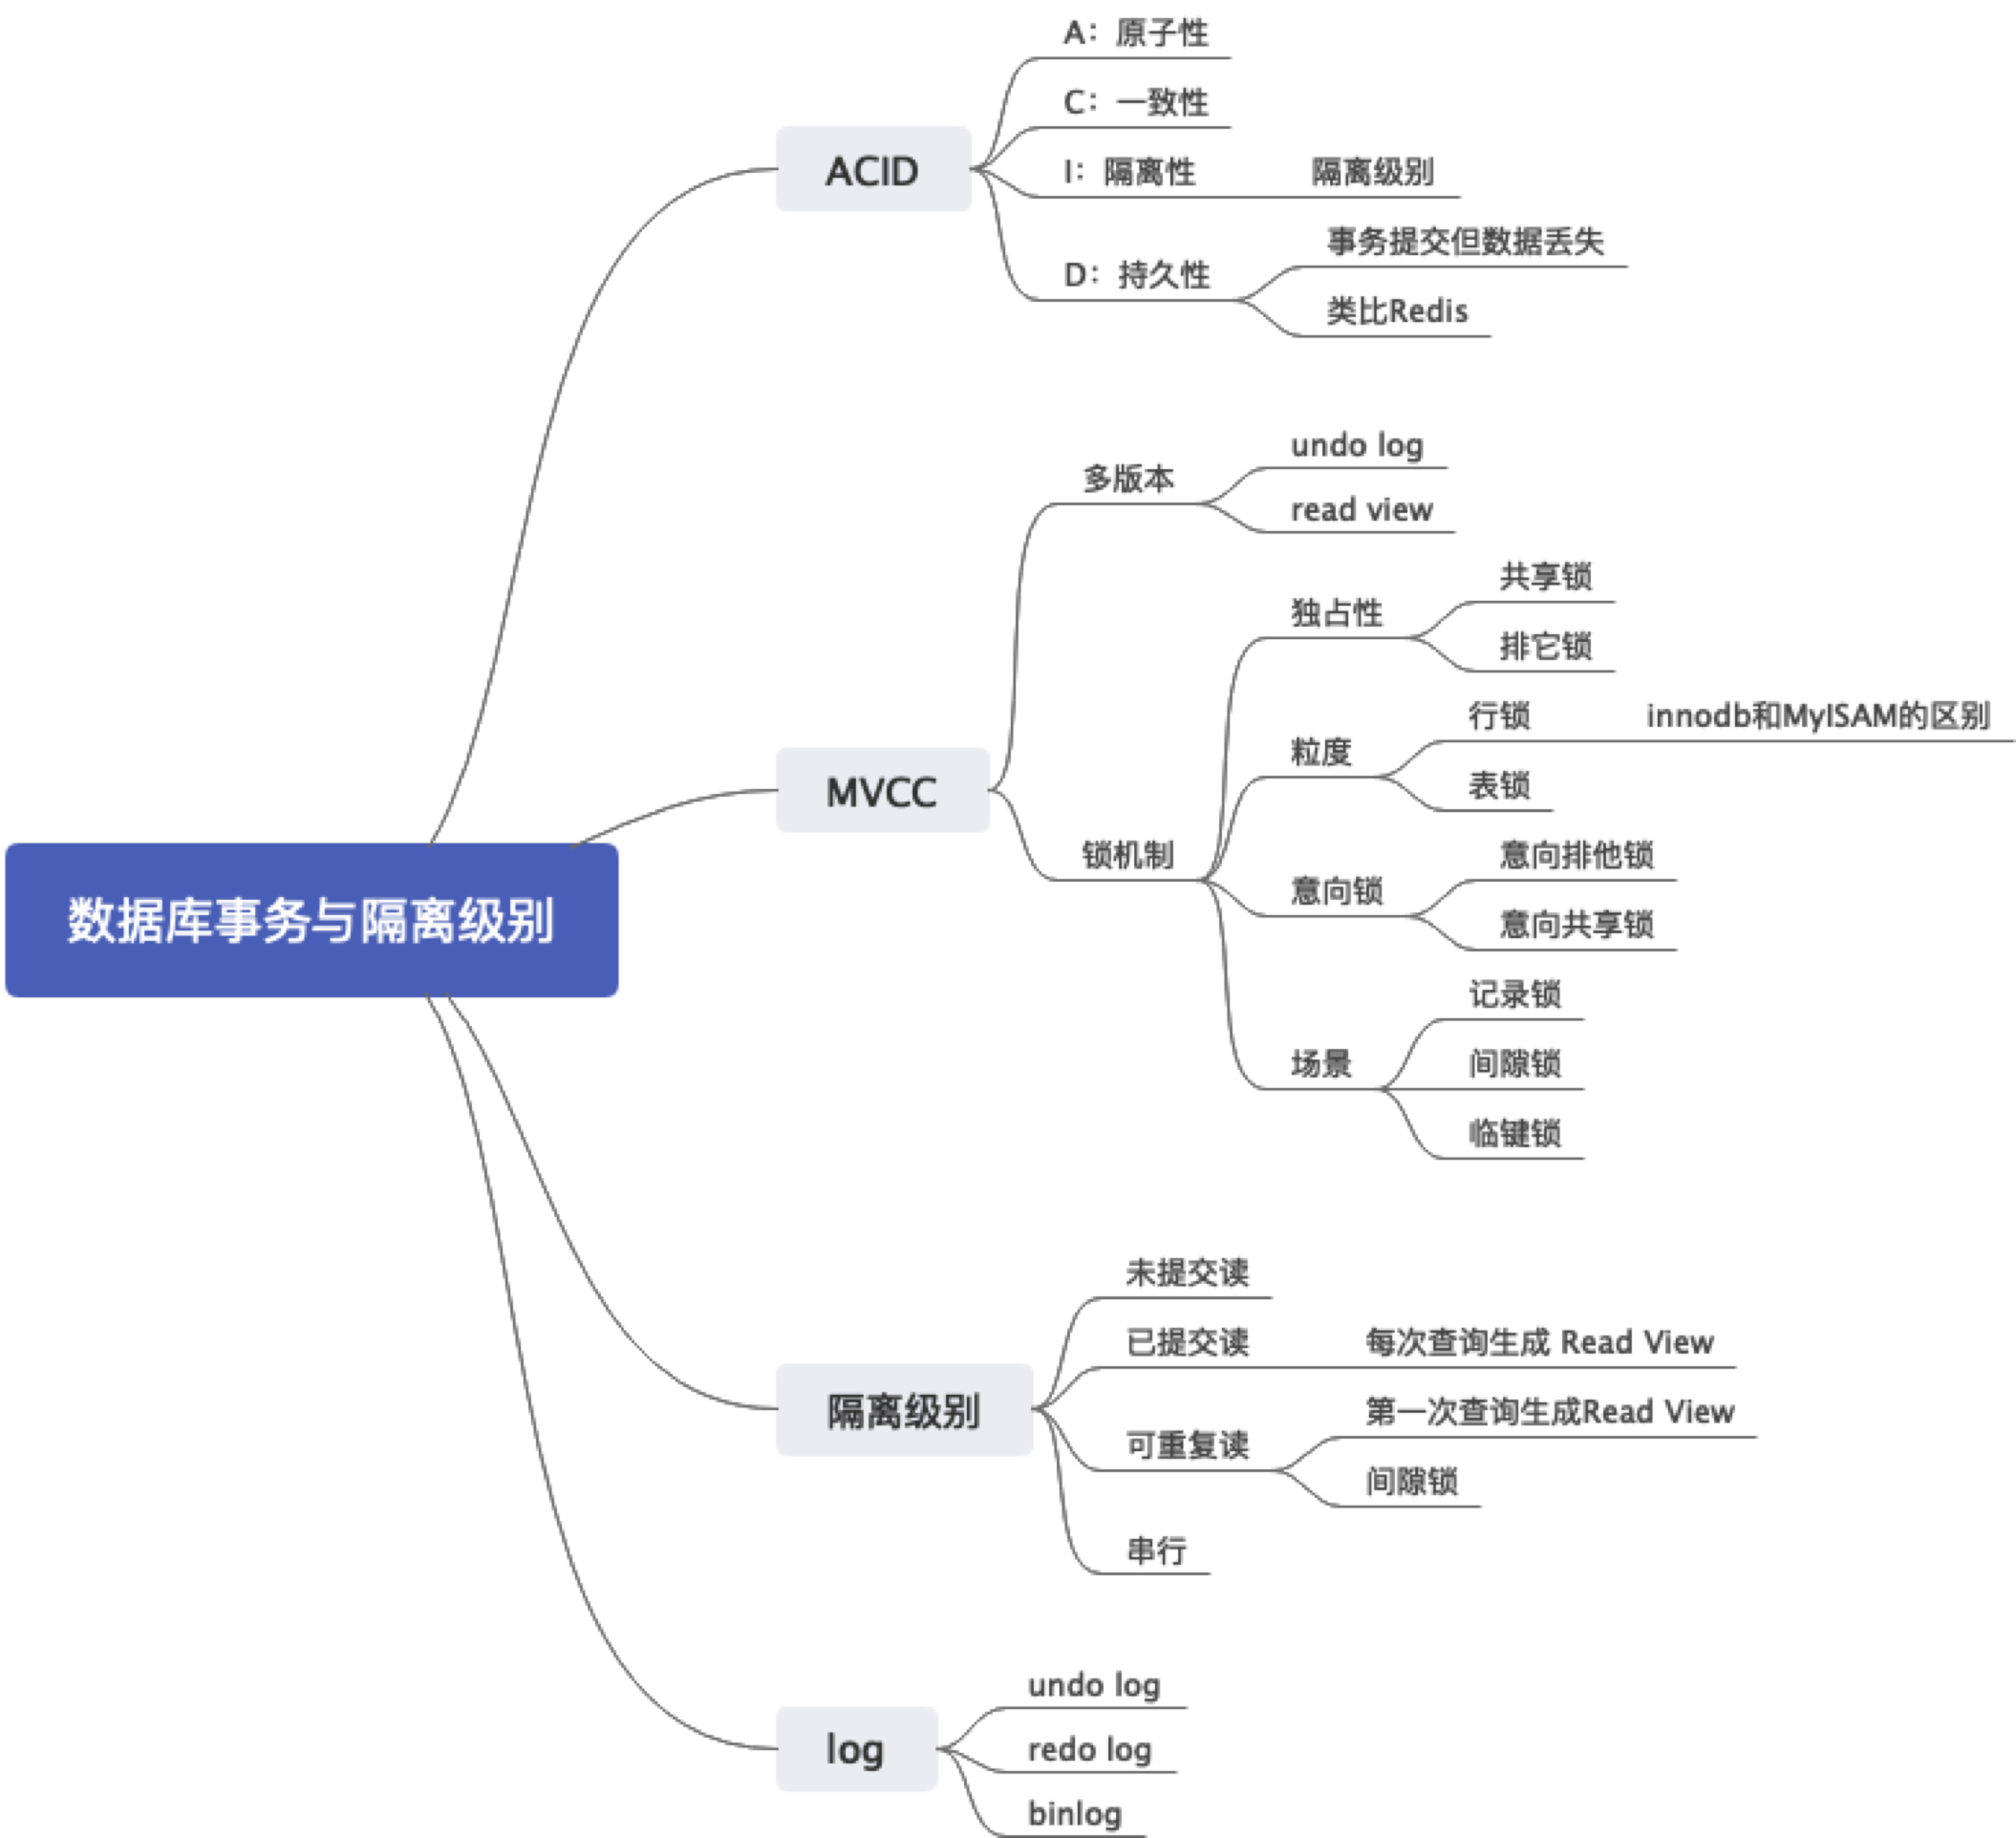 A：原子性
C：一致性
ACID
I：隔离性
隔离级别
事务提交但数据丢失
D：持久性
类比Redis
undo log
多版本
read view
共享锁
独占性
排它锁
行锁
innodb和MyISAM的区别
粒度
表锁
MVCC
锁机制
意向排他锁
意向锁
意向共享锁
数据库事务与隔离级别
记录锁
场景
间隙锁
临键锁
未提交读
已提交读
每次查询生成 Read View
隔离级别
第一次查询生成Read View
可重复读
间隙锁
串行
undo log
log
redo log
binlog